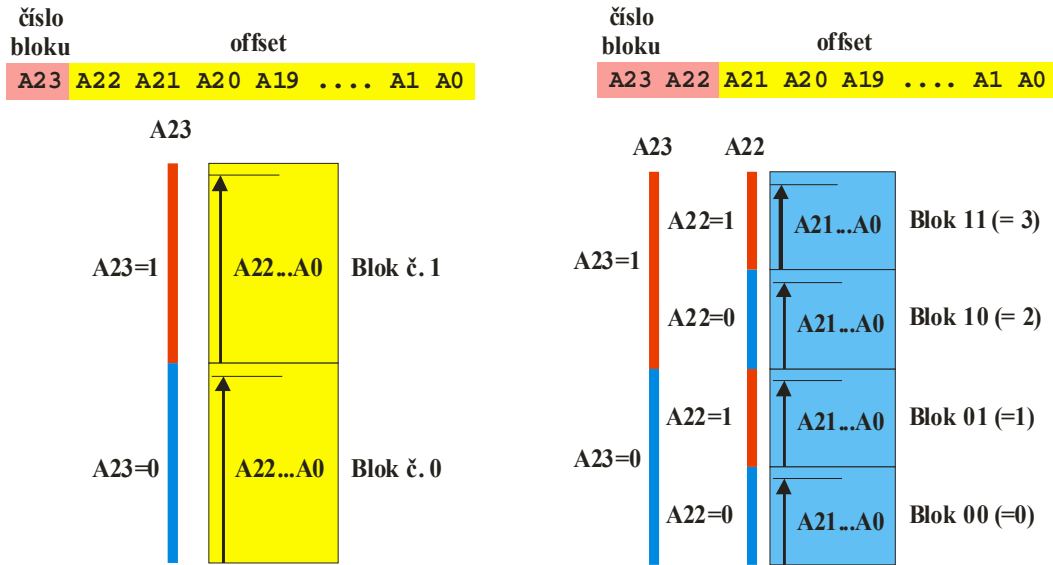 číslo
bloku
offset
A23 A22 A21 A20 A19 .... A1 A0
A23
A23=1
A22...A0
Blok č. 1
A23=0
A22...A0
Blok č. 0
číslo
bloku
offset
A23 A22 A21 A20 A19 .... A1 A0
A23 A22
A22=1
A21...A0
Blok 11 (= 3)
A23=1
A22=0
A21...A0
Blok 10 (= 2)
A22=1
A21...A0
Blok 01 (=1)
A23=0
A22=0
A21...A0
Blok 00 (=0)